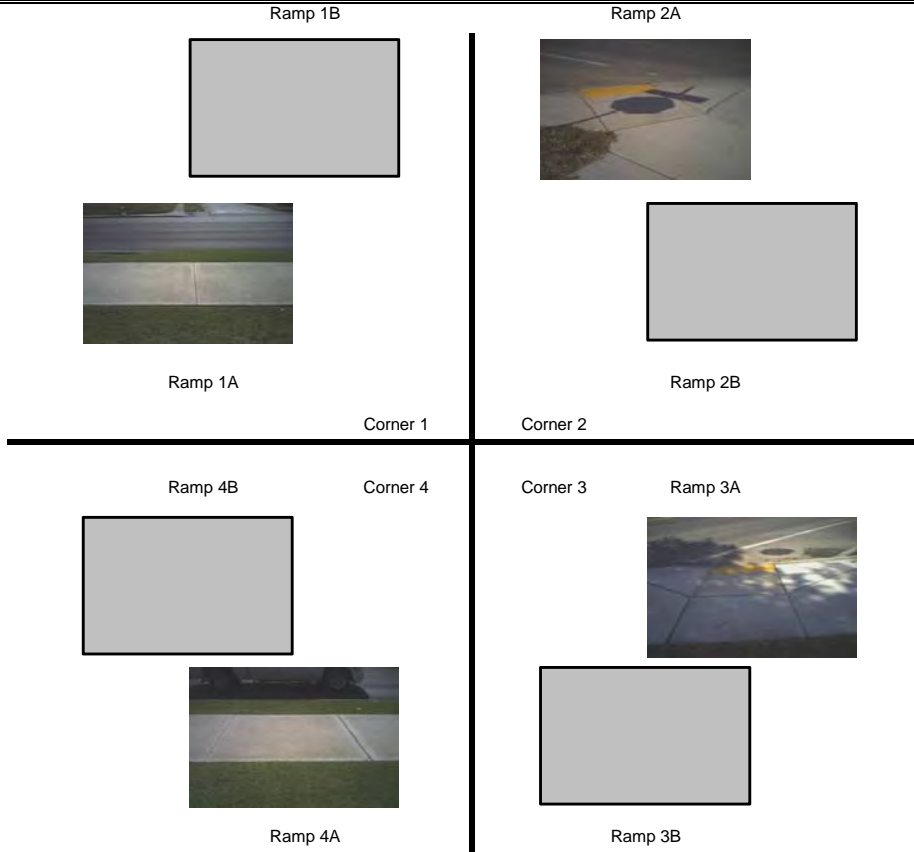 Ramp 1B
Ramp 2A
Ramp 1A
Ramp 2B
Corner 1
Corner 2
Ramp 4B
Corner 4
Corner 3
Ramp 3A
Ramp 4A
Ramp 3B